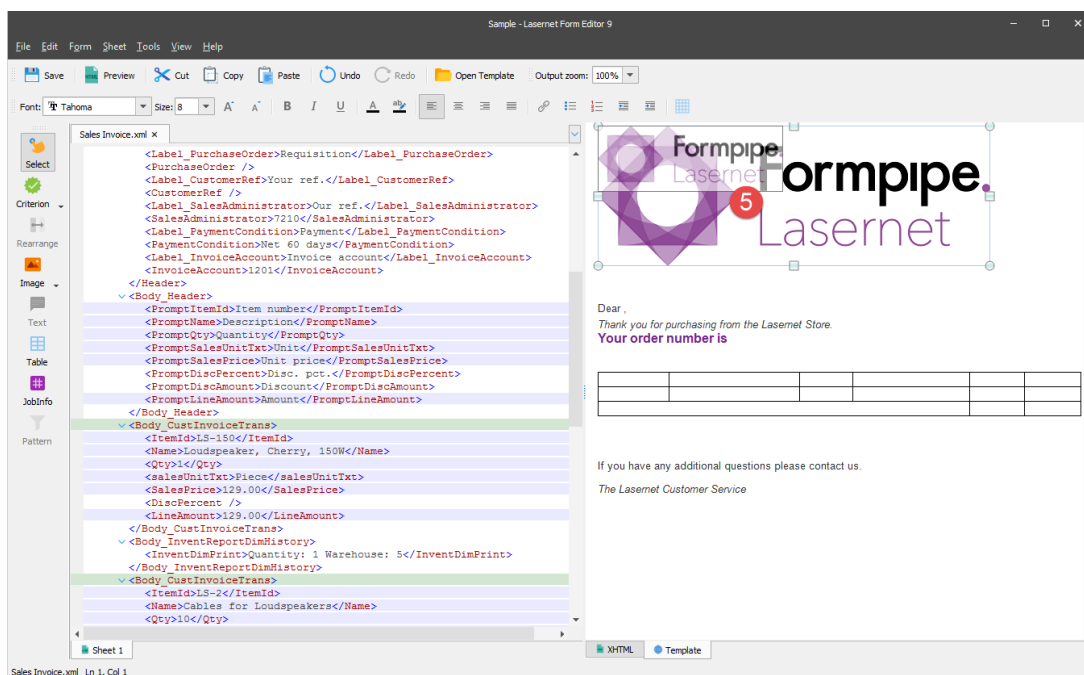 Sample - Lasernet Form Editor 9
File Edit Form Sheet Tools View Help
Save Preview Cut Copy Paste Undo Redo Open Template Output zoom: 100%
Font: Tahoma Size: 8 A A B I U A ab
Sales Invoice.xml ×
Select
Criterion
Rearrange
Image
Text
Table
JobInfo
Pattern
<Label_PurchaseOrder>Requisition</Label_PurchaseOrder>
<PurchaseOrder />
<Label_CustomerRef>Your ref.</Label_CustomerRef>
<CustomerRef />
<Label_SalesAdministrator>Our ref.</Label_SalesAdministrator>
<SalesAdministrator>7210</SalesAdministrator>
<Label_PaymentCondition>Payment</Label_PaymentCondition>
<PaymentCondition>Net 60 days</PaymentCondition>
<Label_InvoiceAccount>Invoice account</Label_InvoiceAccount>
<InvoiceAccount>1201</InvoiceAccount>
</Header>
<Body_Header>
<PromptItemId>Item number</PromptItemId>
<PromptName>Description</PromptName>
<PromptQty>Quantity</PromptQty>
<PromptSalesUnitTxt>Unit</PromptSalesUnitTxt>
<PromptSalesPrice>Unit price</PromptSalesPrice>
<PromptDiscPercent>Disc. pct.</PromptDiscPercent>
<PromptDiscAmount>Discount</PromptDiscAmount>
<PromptLineAmount>Amount</PromptLineAmount>
</Body_Header>
<Body_CustInvoiceTrans>
<ItemId>LS-150</ItemId>
<Name>Loudspeaker, Cherry, 150W</Name>
<Qty>1</Qty>
<salesUnitTxt>Piece</salesUnitTxt>
<SalesPrice>129.00</SalesPrice>
<DiscPercent />
<LineAmount>129.00</LineAmount>
</Body_CustInvoiceTrans>
<Body_InventReportDimHistory>
<InventDimPrint>Quantity: 1 Warehouse: 5</InventDimPrint>
</Body_InventReportDimHistory>
<Body_CustInvoiceTrans>
<ItemId>LS-2</ItemId>
<Name>Cables for Loudspeakers</Name>
<Qty>10</Qty>
Sheet 1
Formpipe.
Lasernet
5
Formpipe.
Lasernet
Dear ,
Thank you for purchasing from the Lasernet Store.
Your order number is
If you have any additional questions please contact us.
The Lasernet Customer Service
XHTML Template
Sales Invoice.xml Ln 1, Col 1